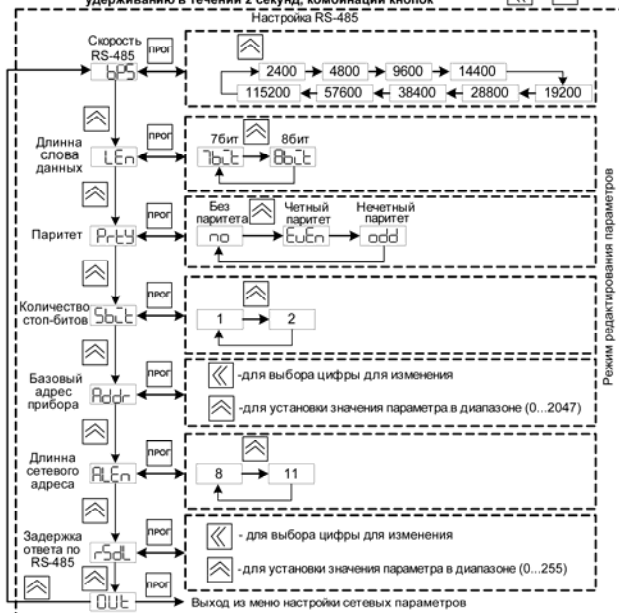 удерживанию в течении 2 секунд, комбинации кнопок
Настройка RS-485
Скорость
RS-485
bPS
ПРОГ
2400
4800
9600
14400
115200
57600
38400
28800
19200
Длинна
слова
данных
LEn
ПРОГ
7бит
8бит
7bit
8bit
Паритет
PrtY
ПРОГ
Без
паритета
Четный
паритет
Нечетный
паритет
no
EvEn
odd
Количество
стоп-битов
Sbit
ПРОГ
1
2
Базовый
адрес
прибора
Addr
ПРОГ
-для выбора цифры для изменения
-для установки значения параметра в диапазоне (0...2047)
Длинна
сетевого
адреса
ALEn
ПРОГ
8
11
Задержка
ответа по
RS-485
rSdL
ПРОГ
- для выбора цифры для изменения
-для установки значения параметра в диапазоне (0...255)
OUt
ПРОГ
Выход из меню настройки сетевых параметров
Режим редактирования параметров